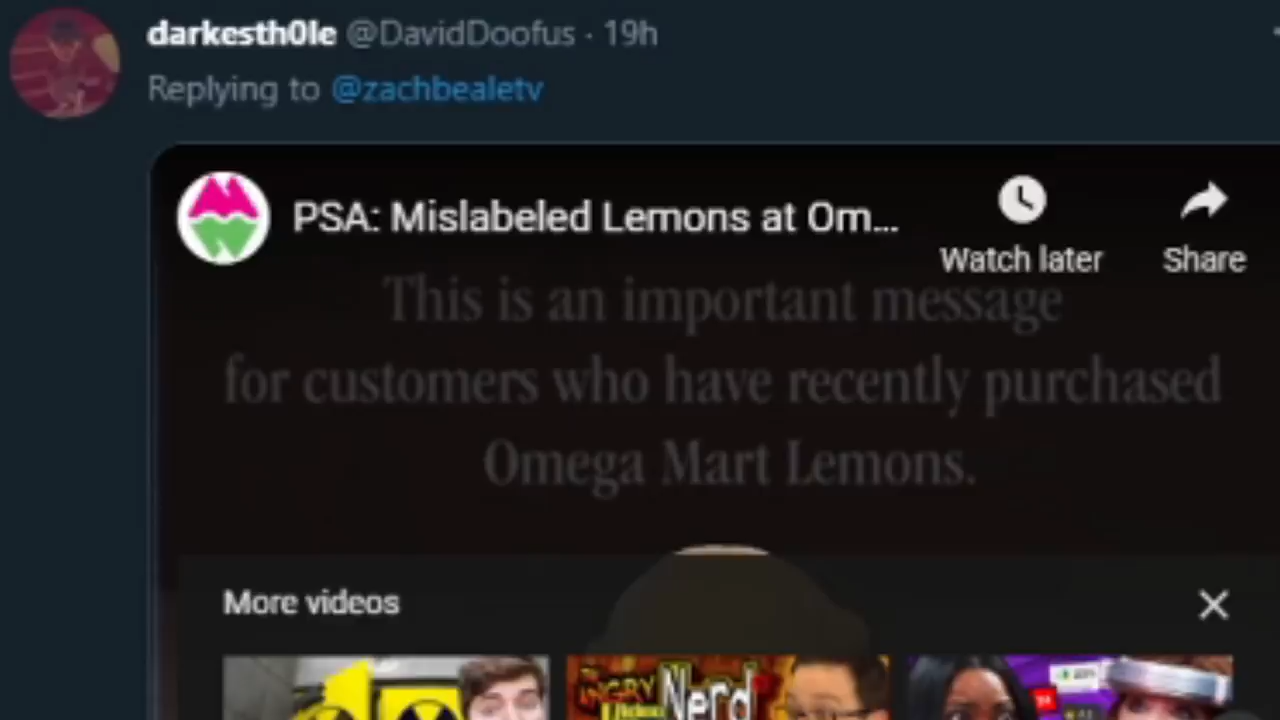 darkesth0le @DavidDoofus · 19h
Replying to @zachbealetv
PSA: Mislabeled Lemons at Om...
Watch later
Share
This is an important message
for customers who have recently purchased
Omega Mart Lemons.
More videos
ANGRY
Nerd